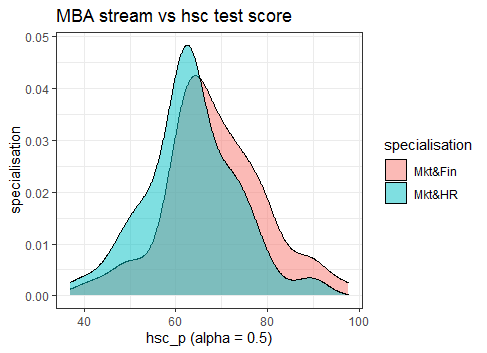 MBA stream vs hsc test score
0.05
0.04
0.03
0.02
0.01
0.00
specialisation
40
60
80
100
hsc_p (alpha = 0.5)
specialisation
Mkt&Fin
Mkt&HR